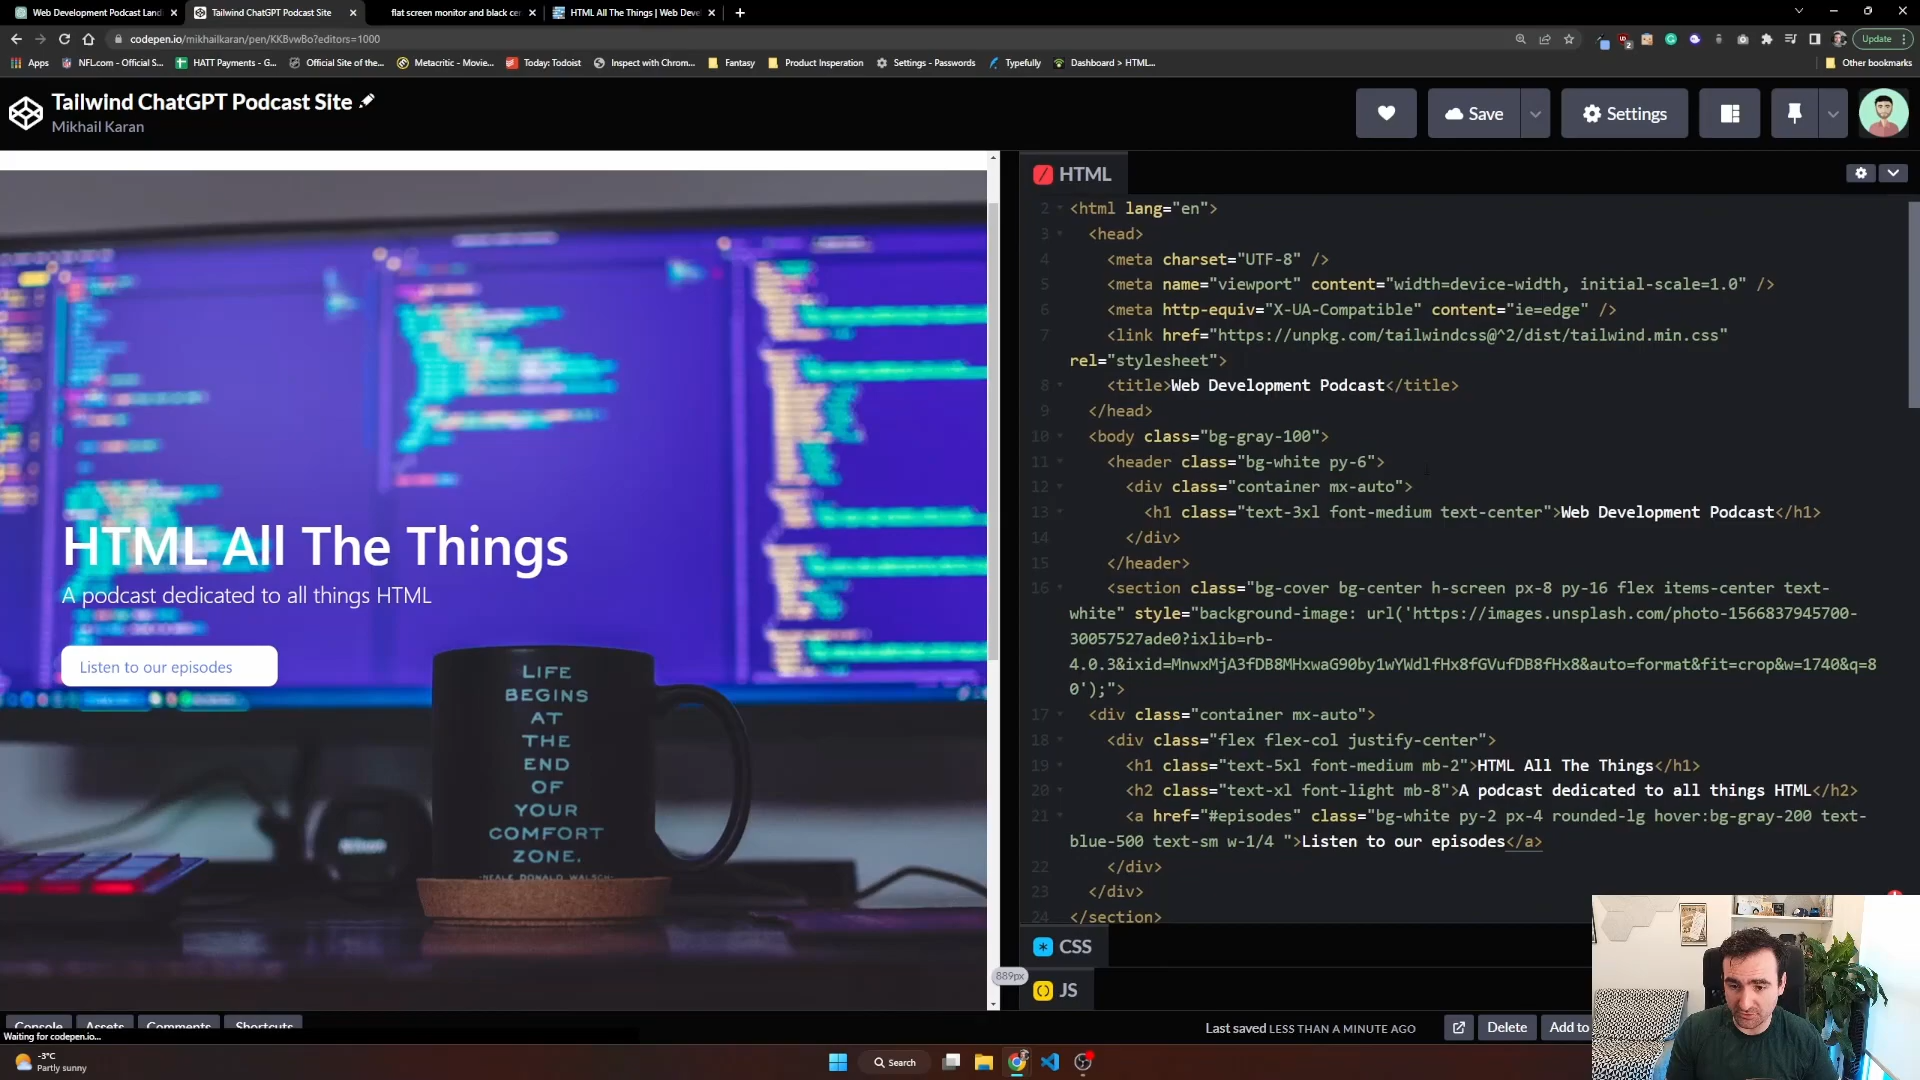 Web Development Podcast Land
Tailwind ChatGPT Podcast Site
flat screen monitor and black ce
HTML All The Things | Web Deve
codepen.io/mikhailkaran/pen/KKBvwBo?editors=1000
Update
Apps
NFL.com - Official S...
HATT Payments - G...
Official Site of the...
Metacritic - Movie...
Today: Todoist
Inspect with Chrom...
Fantasy
Product Insperation
Settings - Passwords
Typefully
Dashboard > HTML...
Other bookmarks
Tailwind ChatGPT Podcast Site
Mikhail Karan
Save
Settings
HTML All The Things
A podcast dedicated to all things HTML
Listen to our episodes
LIFE
BEGINS
AT
THE
END
OF
YOUR
COMFORT
ZONE.
-NEALE DONALD WALSCH-
Nikon
HTML
2 <html lang="en">
3 <head>
4 <meta charset="UTF-8" />
5 <meta name="viewport" content="width=device-width, initial-scale=1.0" />
6 <meta http-equiv="X-UA-Compatible" content="ie=edge" />
7 <link href="https://unpkg.com/tailwindcss@^2/dist/tailwind.min.css"
rel="stylesheet">
8 <title>Web Development Podcast</title>
9 </head>
10 <body class="bg-gray-100">
11 <header class="bg-white py-6">
12 <div class="container mx-auto">
13 <h1 class="text-3xl font-medium text-center">Web Development Podcast</h1>
14 </div>
15 </header>
16 <section class="bg-cover bg-center h-screen px-8 py-16 flex items-center text-
white" style="background-image: url('https://images.unsplash.com/photo-1566837945700-
30057527ade0?ixlib=rb-
4.0.3&ixid=MnwxMjA3fDB8MHxwaG90by1wYWdlfHx8fGVufDB8fHx8&auto=format&fit=crop&w=1740&q=8
0');">
17 <div class="container mx-auto">
18 <div class="flex flex-col justify-center">
19 <h1 class="text-5xl font-medium mb-2">HTML All The Things</h1>
20 <h2 class="text-xl font-light mb-8">A podcast dedicated to all things HTML</h2>
21 <a href="#episodes" class="bg-white py-2 px-4 rounded-lg hover:bg-gray-200 text-
blue-500 text-sm w-1/4 ">Listen to our episodes</a>
22 </div>
23 </div>
24 </section>
CSS
889px
JS
Console
Assets
Comments
Shortcuts
Waiting for codepen.io...
Last saved LESS THAN A MINUTE AGO
Delete
Add to
-3°C
Partly sunny
Search